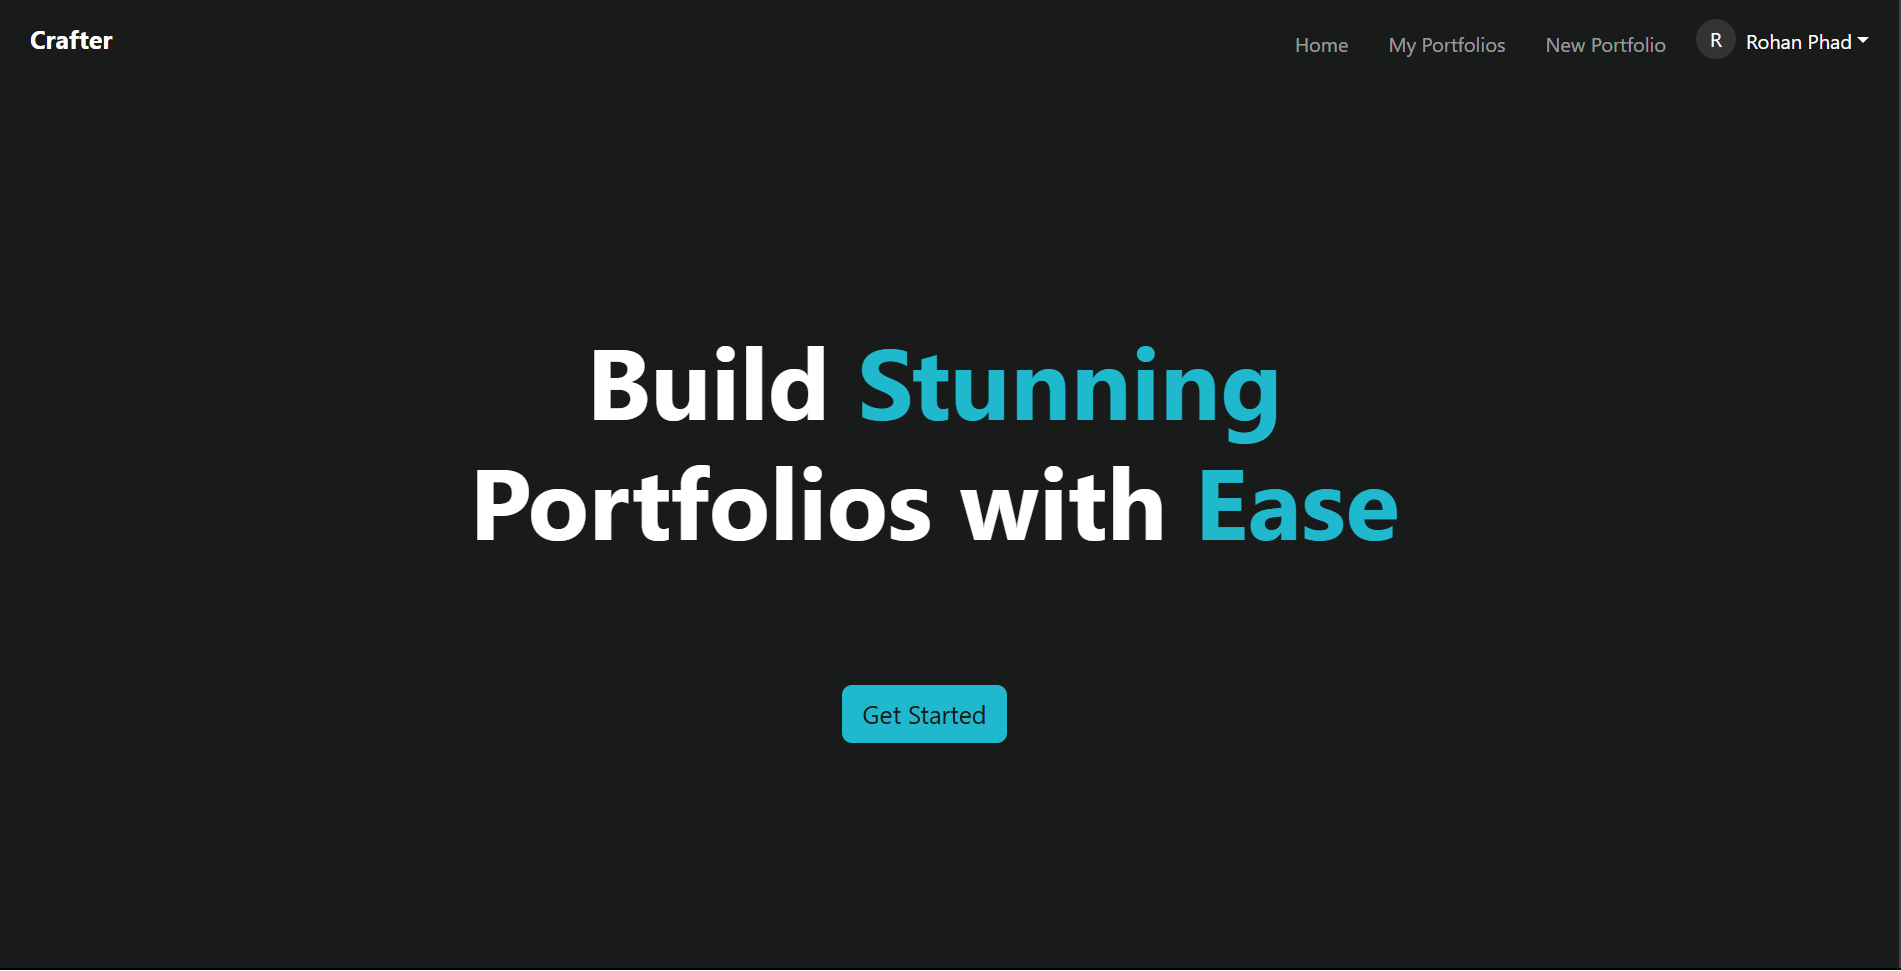 Crafter
Home My Portfolios New Portfolio R Rohan Phad
Build Stunning
Portfolios with Ease
Get Started